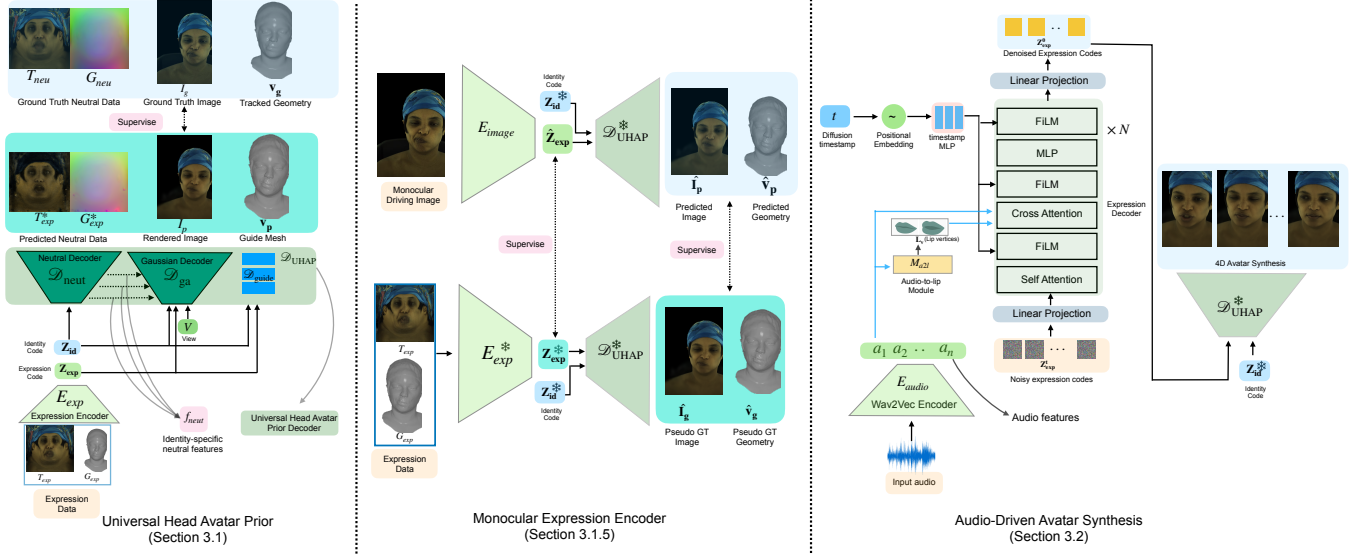 T_neu
G_neu
I_g
v_g
Ground Truth Neutral Data
Ground Truth Image
Tracked Geometry
Supervise
T*_exp
G*_exp
I_p
v_p
Predicted Neutral Data
Rendered Image
Guide Mesh
Neutral Decoder
Gaussian Decoder
𝒟_UHAP
𝒟_neut
𝒟_ga
𝒟_guide
V
View
Identity Code
Z_id
Expression Code
Z_exp
E_exp
Expression Encoder
T_exp
G_exp
Expression Data
f_neut
Identity-specific neutral features
Universal Head Avatar Prior Decoder
Universal Head Avatar Prior
(Section 3.1)
Monocular Driving Image
E_image
Identity Code
Z_id*
Ẑ_exp
𝒟*_UHAP
Î_p
v̂_p
Predicted Image
Predicted Geometry
Supervise
Supervise
T_exp
G_exp
Expression Data
E_exp*
Z*_exp
Z_id*
Identity Code
𝒟*_UHAP
Î_g
v̂_g
Pseudo GT Image
Pseudo GT Geometry
Monocular Expression Encoder
(Section 3.1.5)
Z⁰_exp
Denoised Expression Codes
Linear Projection
t
Diffusion timestamp
~
Positional Embedding
timestamp MLP
FiLM
× N
MLP
FiLM
Cross Attention
Expression Decoder
FiLM
Self Attention
Linear Projection
Z^t_exp
Noisy expression codes
L_v (Lip vertices)
M_a2l
Audio-to-lip Module
a_1 a_2 · · a_n
E_audio
Wav2Vec Encoder
Audio features
Input audio
4D Avatar Synthesis
𝒟*_UHAP
Z_id*
Identity Code
Audio-Driven Avatar Synthesis
(Section 3.2)